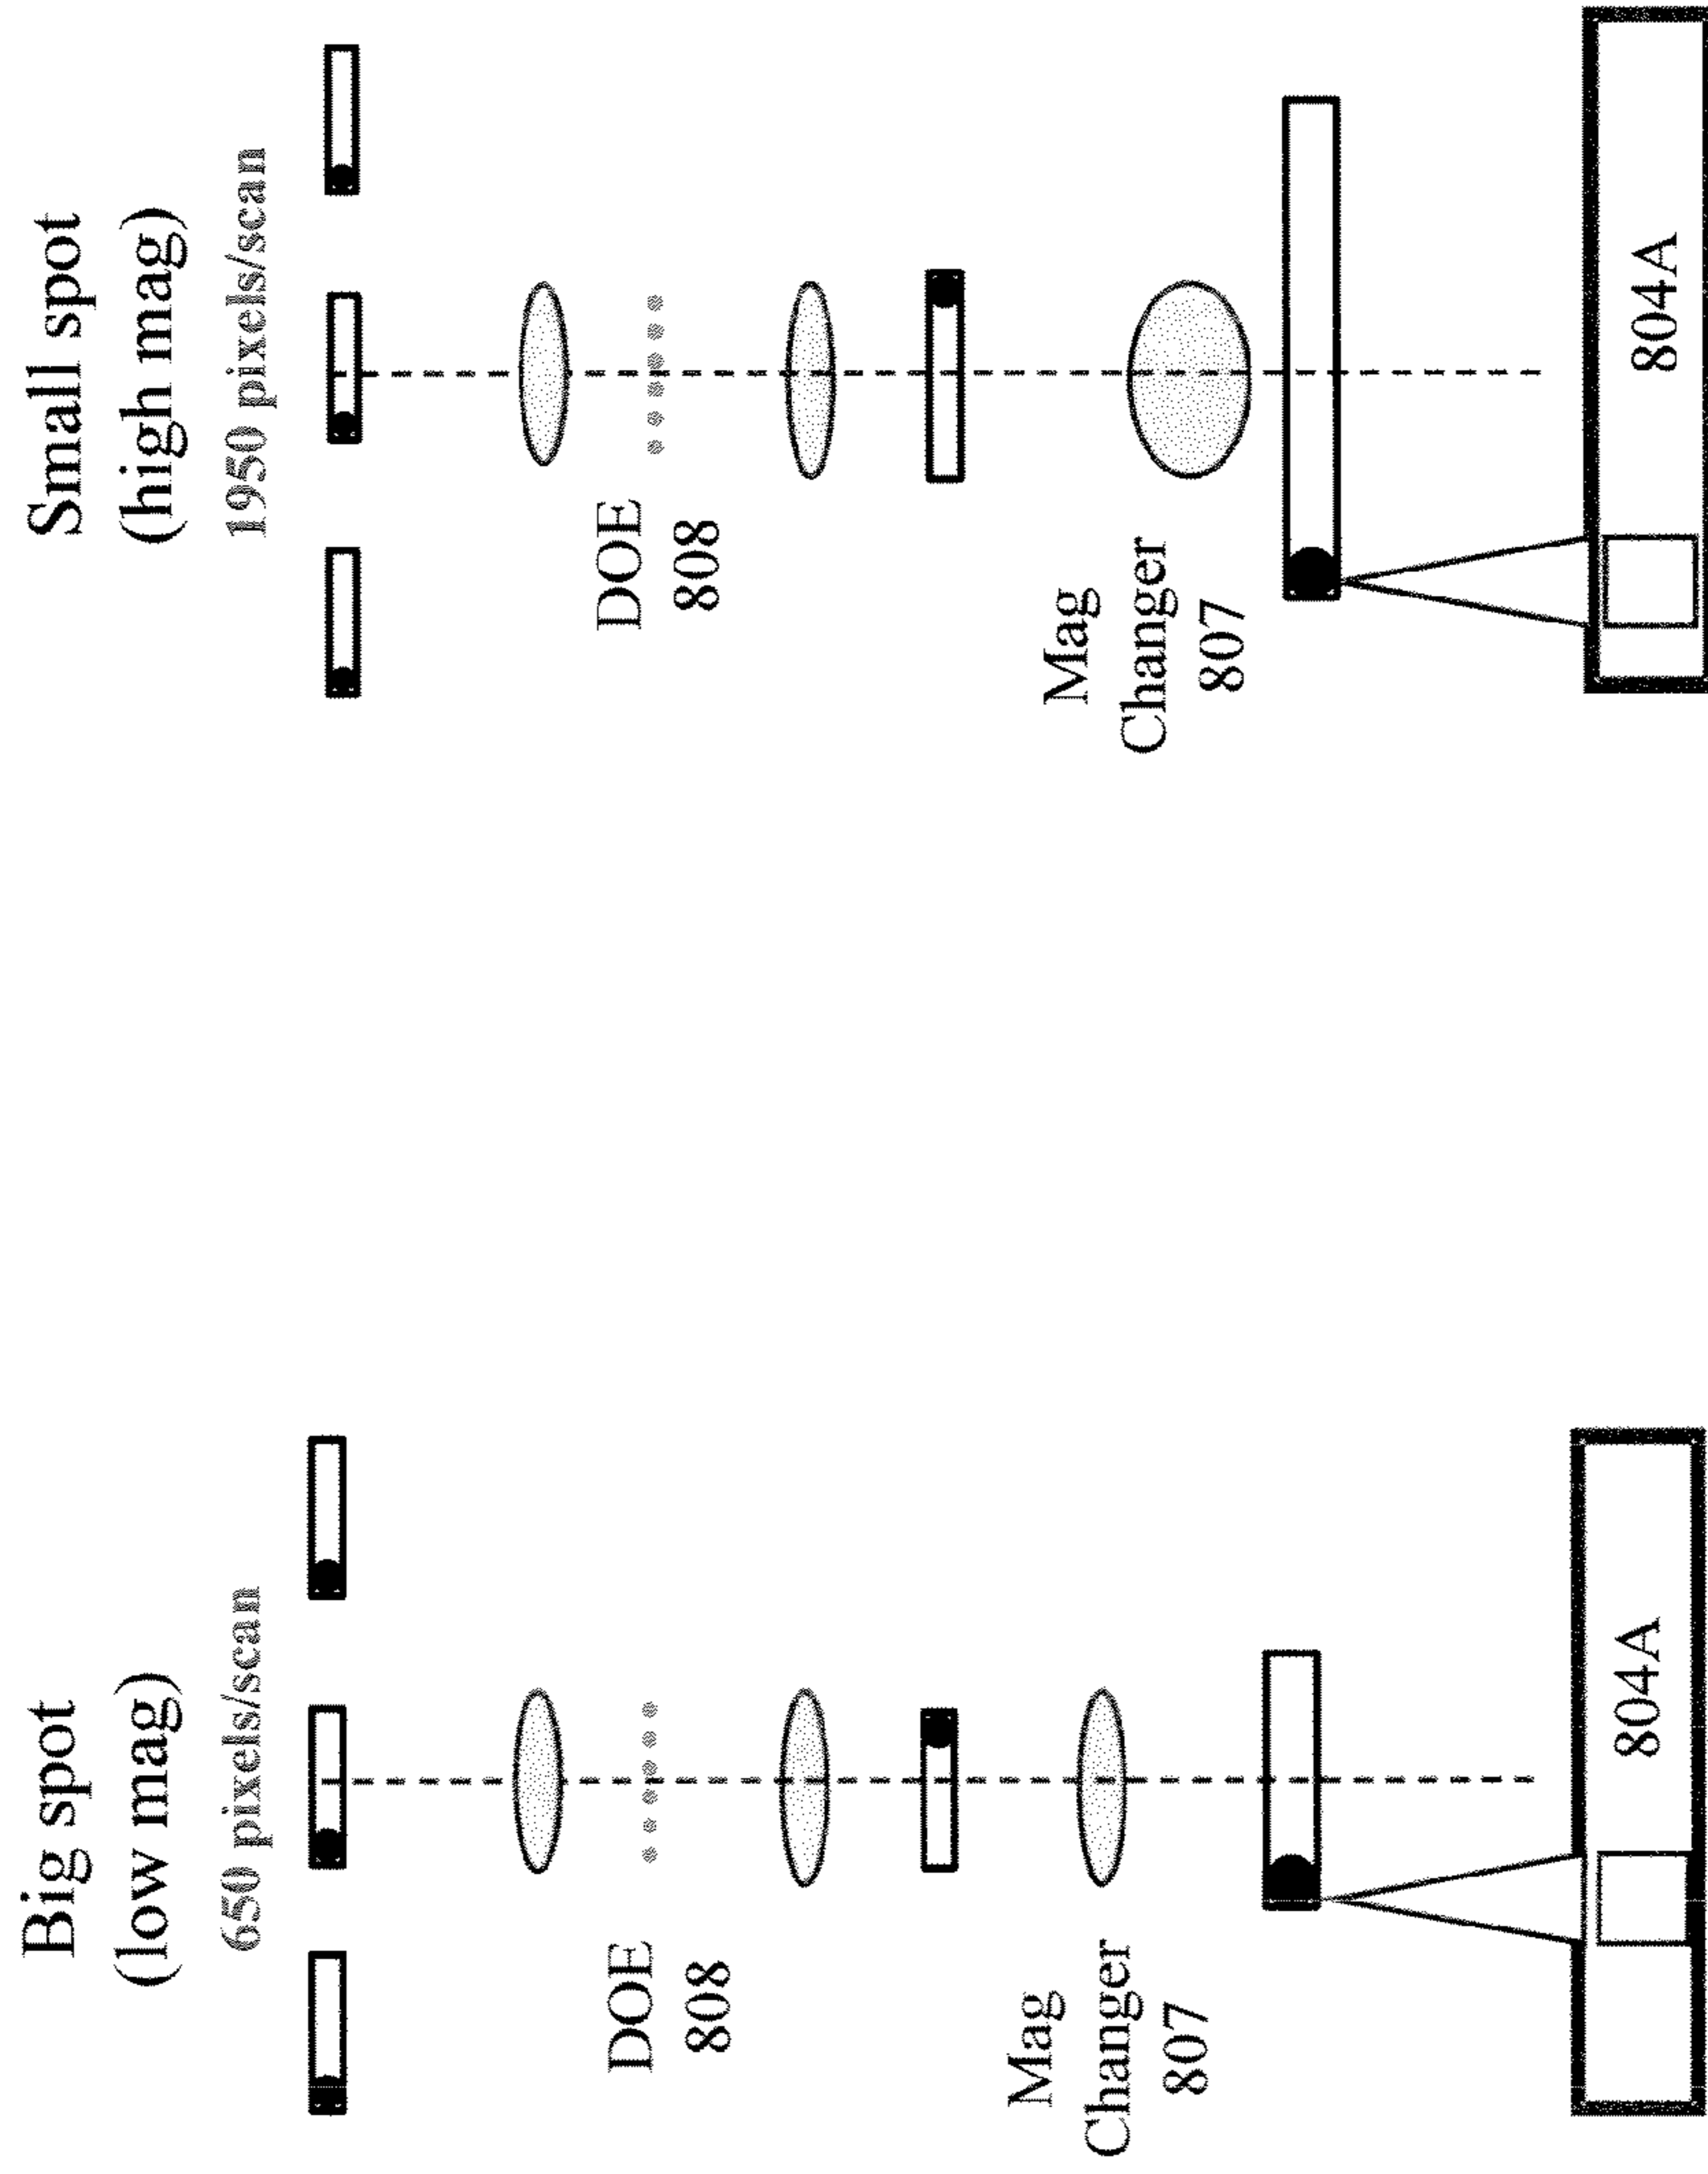 Big spot
(low mag)
650 pixels/scan
DOE
808
Mag
Changer
807
804A
Small spot
(high mag)
1950 pixels/scan
DOE
808
Mag
Changer
807
804A